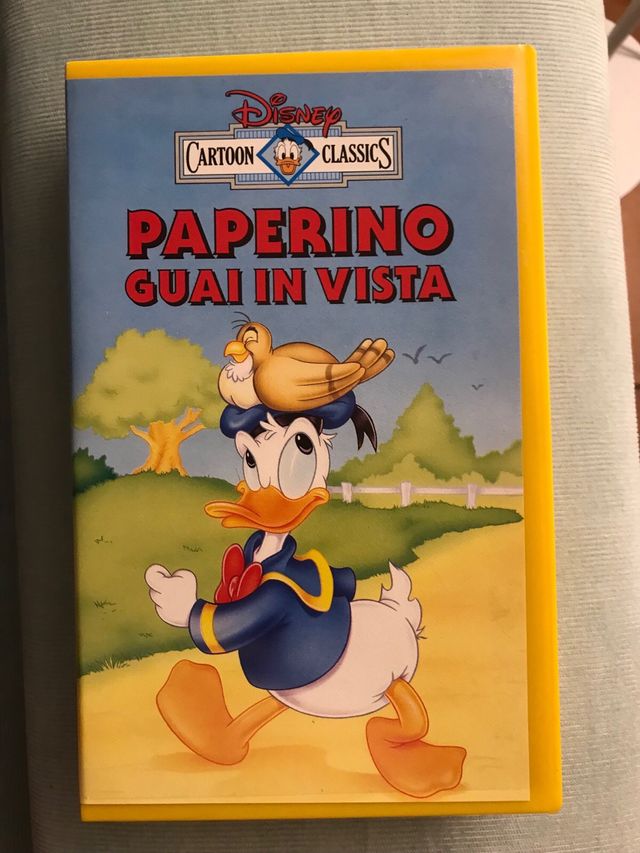 Disney
CARTOON CLASSICS
PAPERINO
GUAI IN VISTA